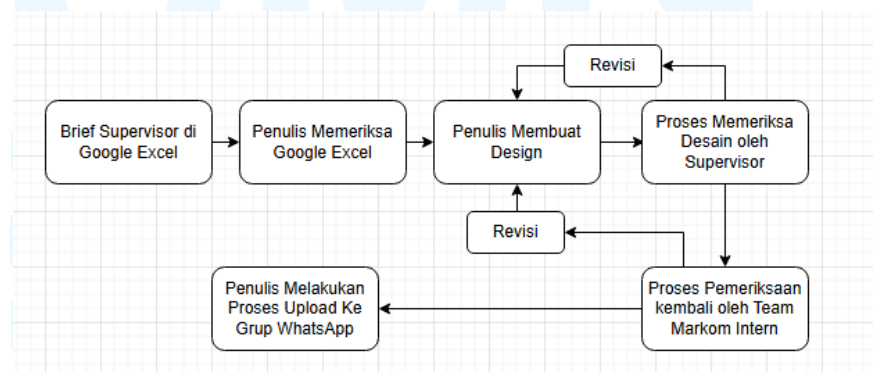 Revisi
Brief Supervisor di
Google Excel
Penulis Memeriksa
Google Excel
Penulis Membuat
Design
Proses Memeriksa
Desain oleh
Supervisor
Revisi
Penulis Melakukan
Proses Upload Ke
Grup WhatsApp
Proses Pemeriksaan
kembali oleh Team
Markom Intern